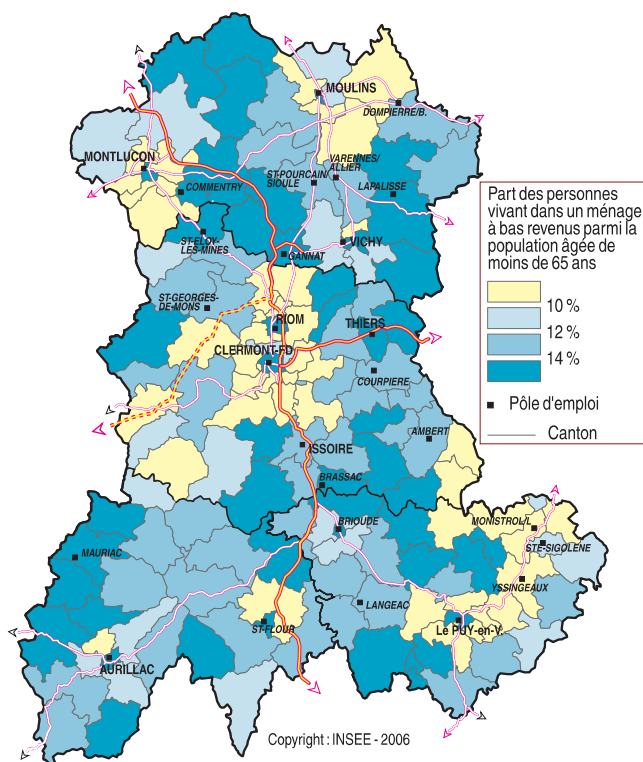 MOULINS
DOMPIERRE/B.
MONTLUCON
COMMENTRY
ST-POURCAIN/
SIOULE
VARENNES/
ALLIER
LAPALISSE
ST-ELOY-
LES-MINES
VICHY
GANNAT
ST-GEORGES-
DE-MONS
RIOM
THIERS
CLERMONT-FD
COURPIERE
AMBERT
ISSOIRE
BRASSAC
BRIOUDE
MONISTROL/L
STE-SIGOLENE
MAURIAC
YSSINGEAUX
LANGEAC
Le PUY-en-V.
ST-FLOUR
AURILLAC
Part des personnes
vivant dans un ménage
à bas revenus parmi la
population âgée de
moins de 65 ans
10 %
12 %
14 %
Pôle d'emploi
Canton
Copyright : INSEE - 2006